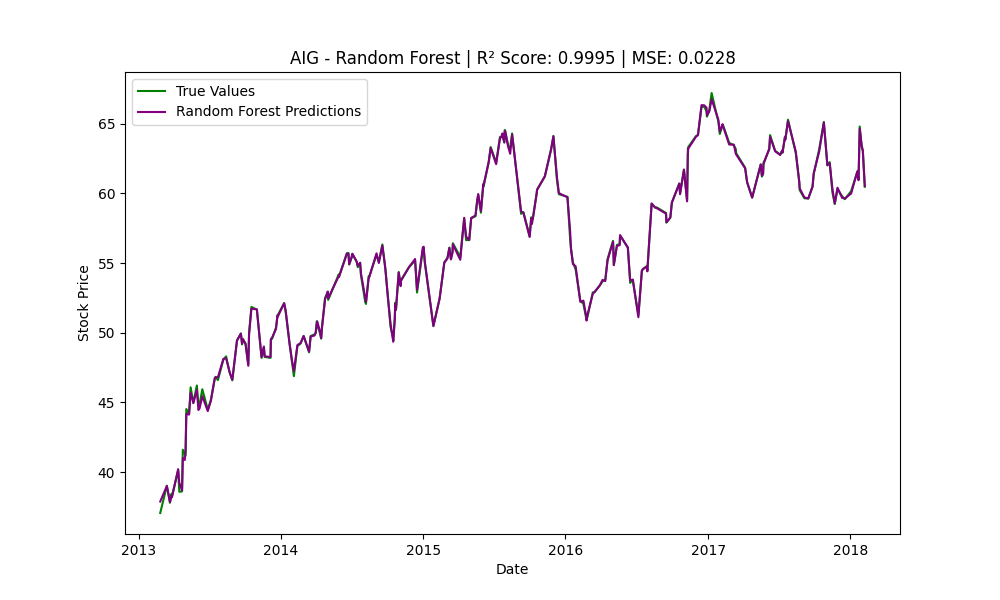 AIG - Random Forest | R² Score: 0.9995 | MSE: 0.0228
True Values
Random Forest Predictions
65
60
55
50
45
40
Stock Price
2013 2014 2015 2016 2017 2018
Date